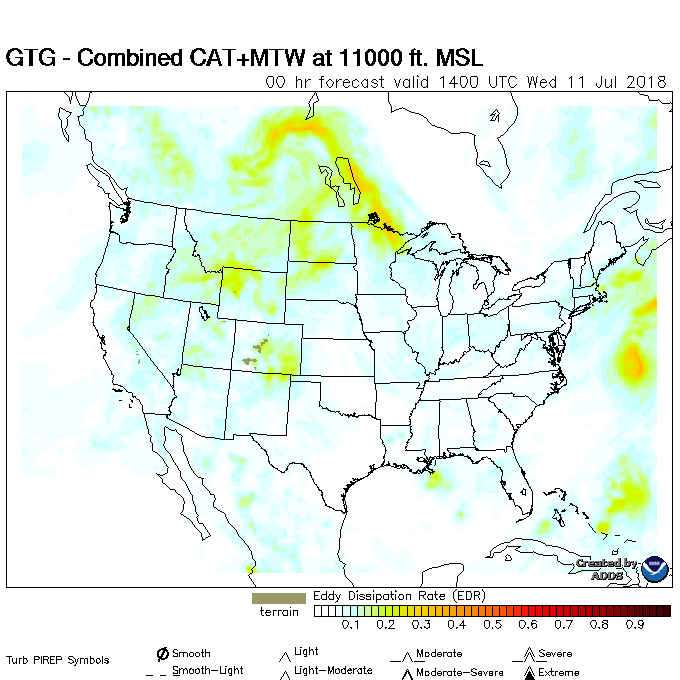 GTG - Combined CAT+MTW at 11000 ft. MSL
00 hr forecast valid 1400 UTC Wed 11 Jul 2018
Created by
ADDS
Eddy Dissipation Rate (EDR)
terrain
0.1 0.2 0.3 0.4 0.5 0.6 0.7 0.8 0.9
Turb PIREP Symbols
Smooth Light Moderate Severe
Smooth-Light Light-Moderate Moderate-Severe Extreme